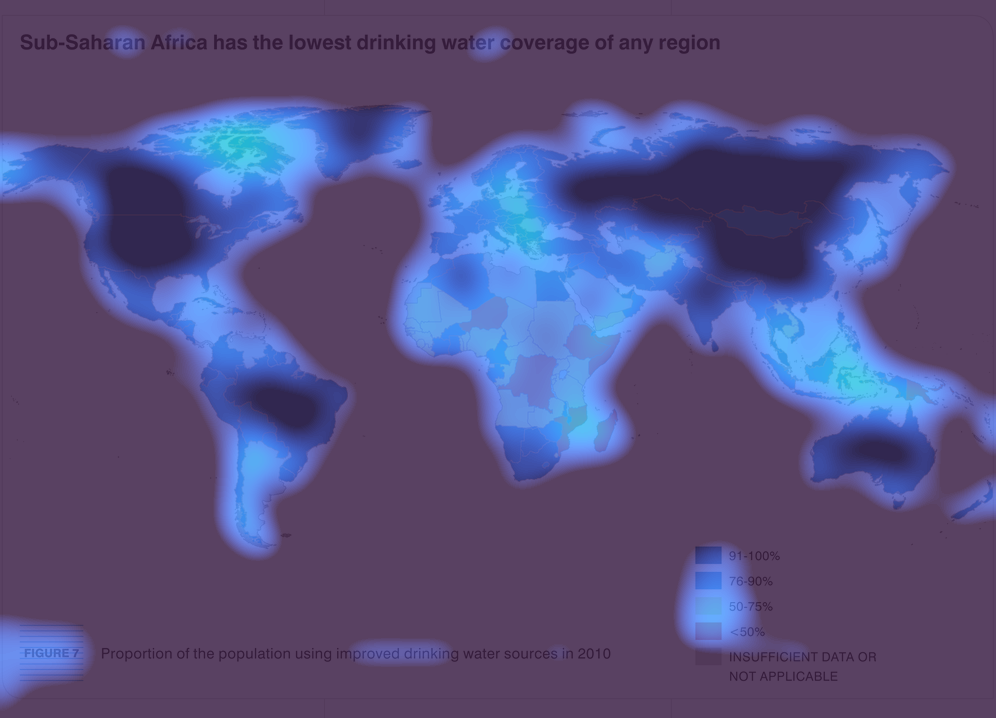 Sub-Saharan Africa has the lowest drinking water coverage of any region
91-100%
76-90%
50-75%
<50%
INSUFFICIENT DATA OR
NOT APPLICABLE
FIGURE 7
Proportion of the population using improved drinking water sources in 2010